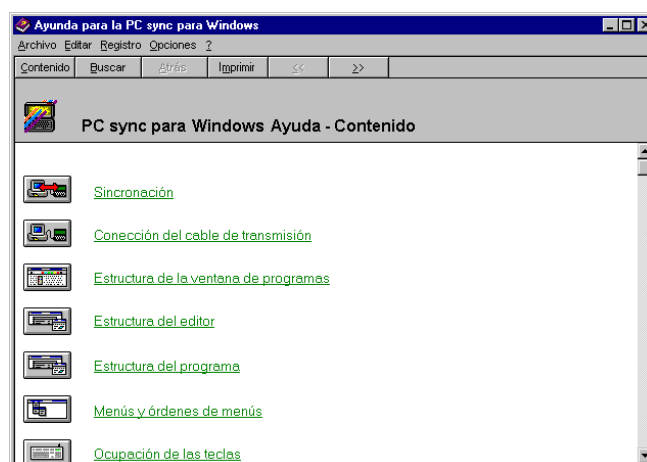 Ayunda para la PC sync para Windows
Archivo Editar Registro Opciones ?
Contenido Buscar Atrás Imprimir << >>
PC sync para Windows Ayuda - Contenido
Sincronación
Conección del cable de transmisión
Estructura de la ventana de programas
Estructura del editor
Estructura del programa
Menús y órdenes de menús
Ocupación de las teclas